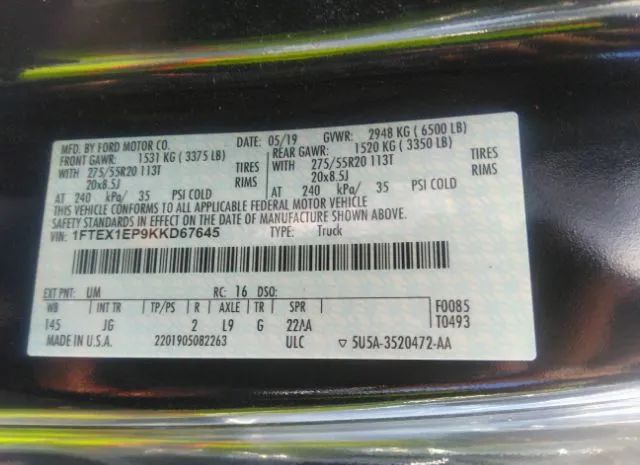 MFD. BY FORD MOTOR CO. DATE: 05/19 GVWR: 2948 KG ( 6500 LB)
FRONT GAWR: 1531 KG ( 3375 LB) REAR GAWR: 1520 KG ( 3350 LB)
WITH 275/55R20 113T TIRES WITH 275/55R20 113T TIRES
20x8.5J RIMS 20x8.5J RIMS
AT 240 kPa/ 35 PSI COLD AT 240 kPa/ 35 PSI COLD
THIS VEHICLE CONFORMS TO ALL APPLICABLE FEDERAL MOTOR VEHICLE
SAFETY STANDARDS IN EFFECT ON THE DATE OF MANUFACTURE SHOWN ABOVE.
VIN: 1FTEX1EP9KKD67645 TYPE: Truck
EXT PNT: UM RC: 16 DSO:
WB INT TR TP/PS R AXLE TR SPR F0085
145 JG 2 L9 G 22AA T0493
MADE IN U.S.A. 2201905082263 ULC ▽ 5U5A-3520472-AA